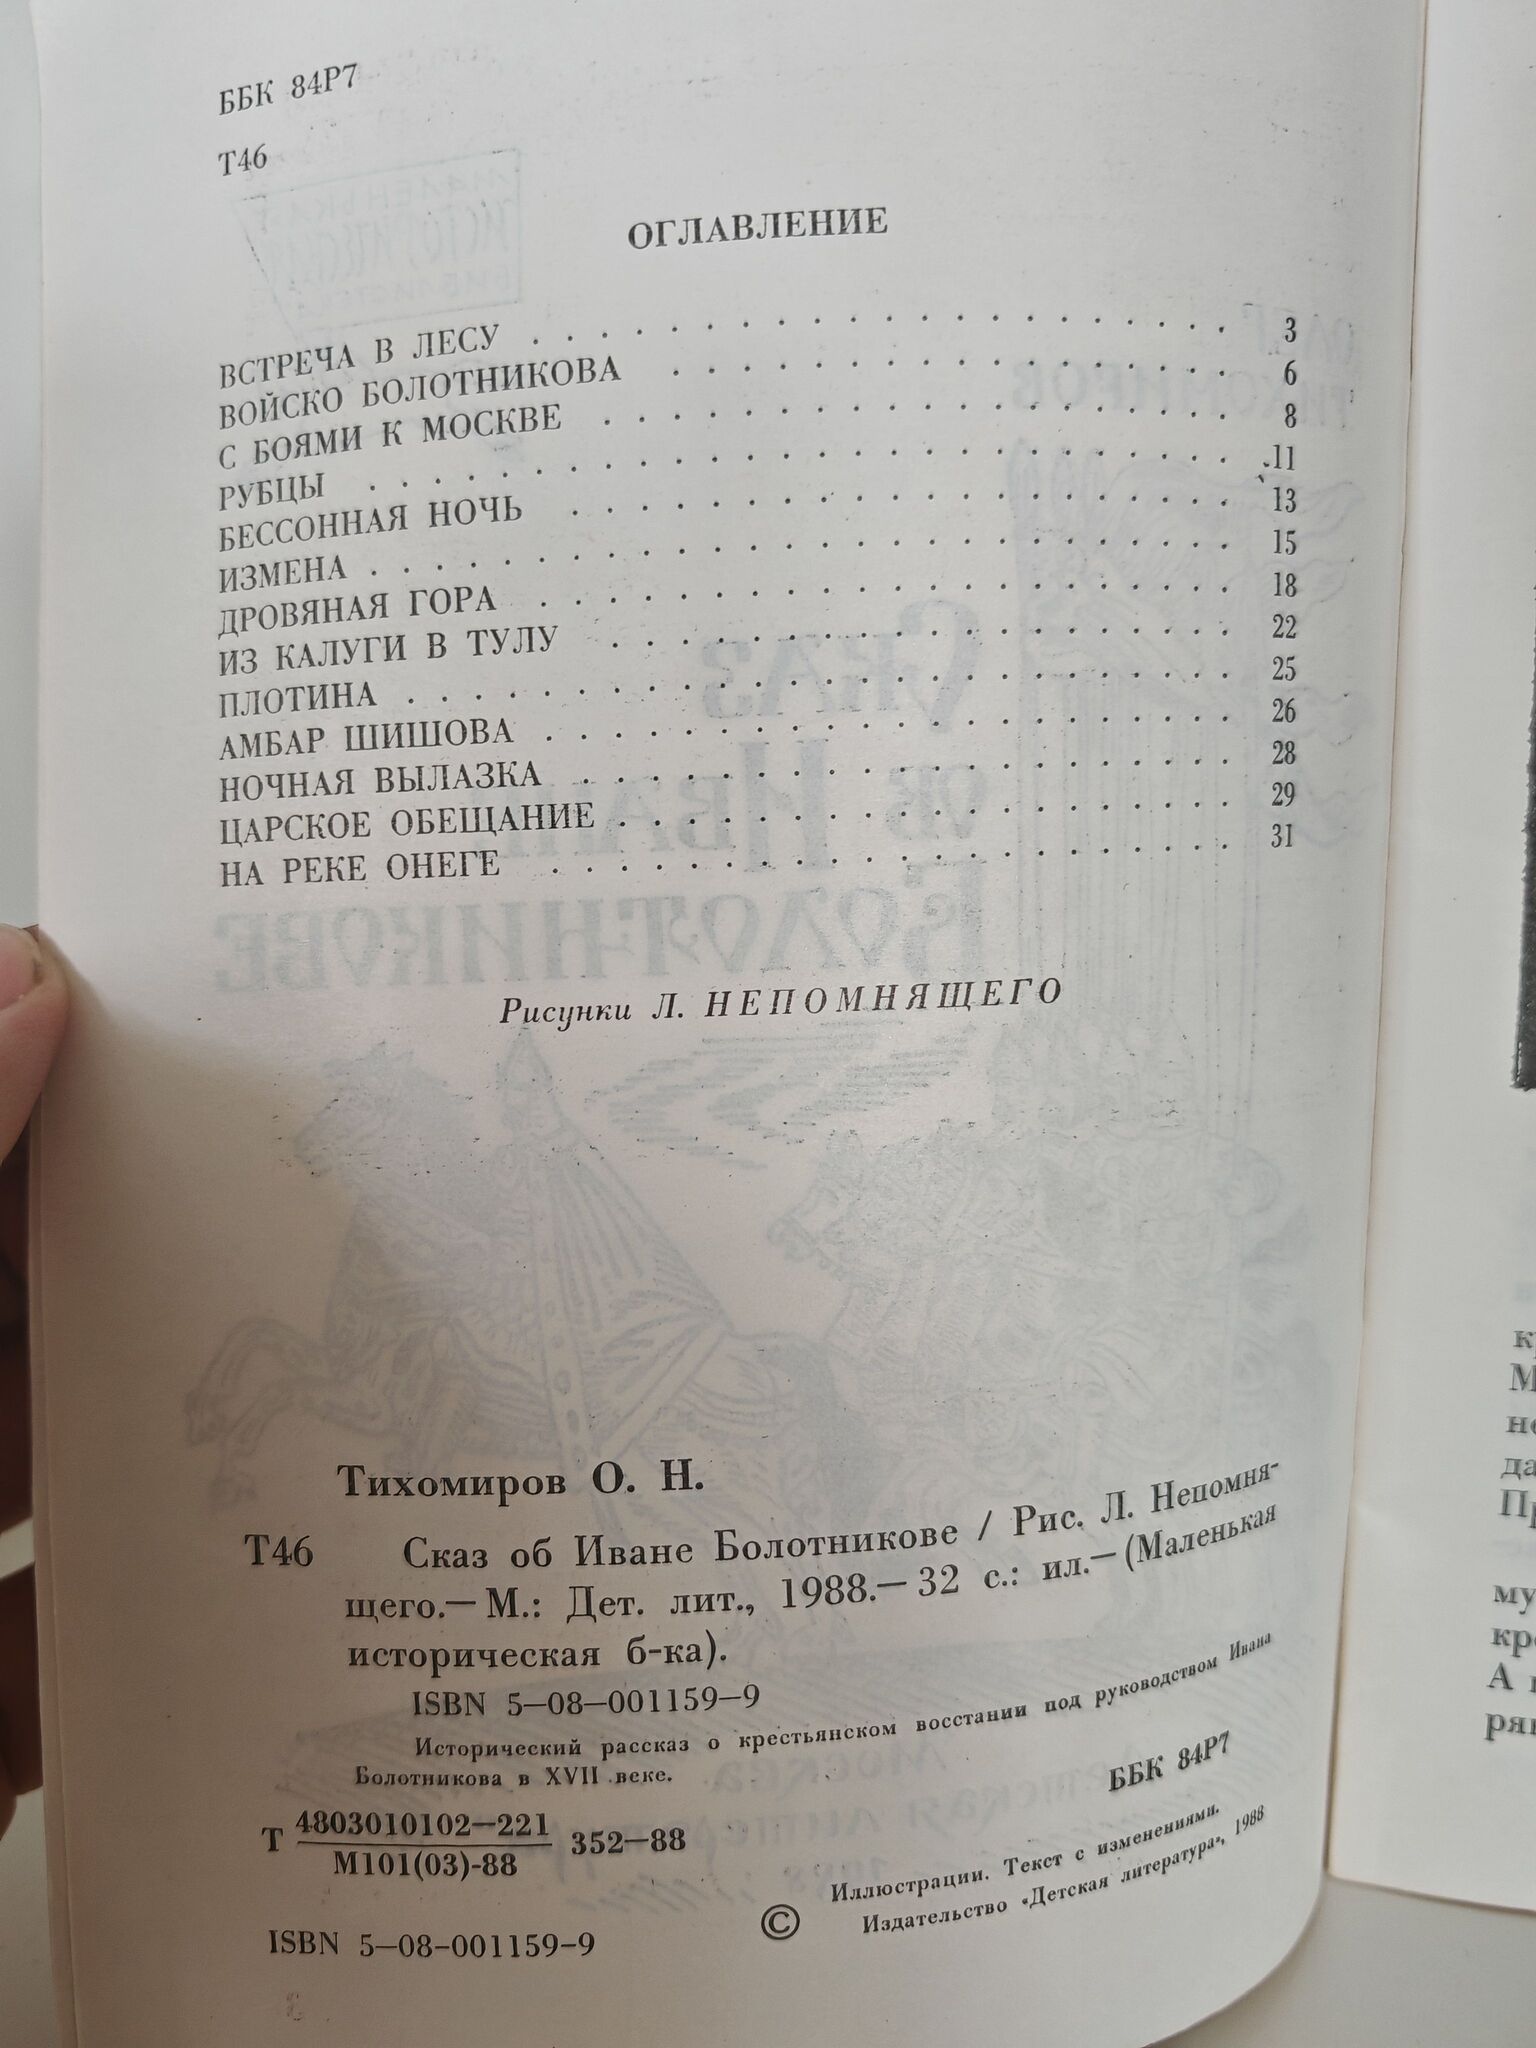 ББК 84Р7
Т46
ОГЛАВЛЕНИЕ
ВСТРЕЧА В ЛЕСУ . . . . . . . . . . . . . . . . . . . . 3
ВОЙСКО БОЛОТНИКОВА . . . . . . . . . . . . . . . . 6
С БОЯМИ К МОСКВЕ . . . . . . . . . . . . . . . . . . 8
РУБЦЫ . . . . . . . . . . . . . . . . . . . . . . . . . 11
БЕССОННАЯ НОЧЬ . . . . . . . . . . . . . . . . . . . 13
ИЗМЕНА . . . . . . . . . . . . . . . . . . . . . . . . . 15
ДРОВЯНАЯ ГОРА . . . . . . . . . . . . . . . . . . . . 18
ИЗ КАЛУГИ В ТУЛУ . . . . . . . . . . . . . . . . . . 22
ПЛОТИНА . . . . . . . . . . . . . . . . . . . . . . . . 25
АМБАР ШИШОВА . . . . . . . . . . . . . . . . . . . . 26
НОЧНАЯ ВЫЛАЗКА . . . . . . . . . . . . . . . . . . . 28
ЦАРСКОЕ ОБЕЩАНИЕ . . . . . . . . . . . . . . . . . . 29
НА РЕКЕ ОНЕГЕ . . . . . . . . . . . . . . . . . . . . 31
Рисунки Л. НЕПОМНЯЩЕГО
Тихомиров О. Н.
Т46 Сказ об Иване Болотникове / Рис. Л. Непомня-
щего.— М.: Дет. лит., 1988.— 32 с.: ил.— (Маленькая
историческая б-ка).
ISBN 5—08—001159—9
Исторический рассказ о крестьянском восстании под руководством Ивана
Болотникова в XVII веке.
Т 4803010102—221 352—88
М101(03)-88
ББК 84Р7
ISBN 5—08—001159—9
© Иллюстрации. Текст с изменениями.
Издательство «Детская литература», 1988